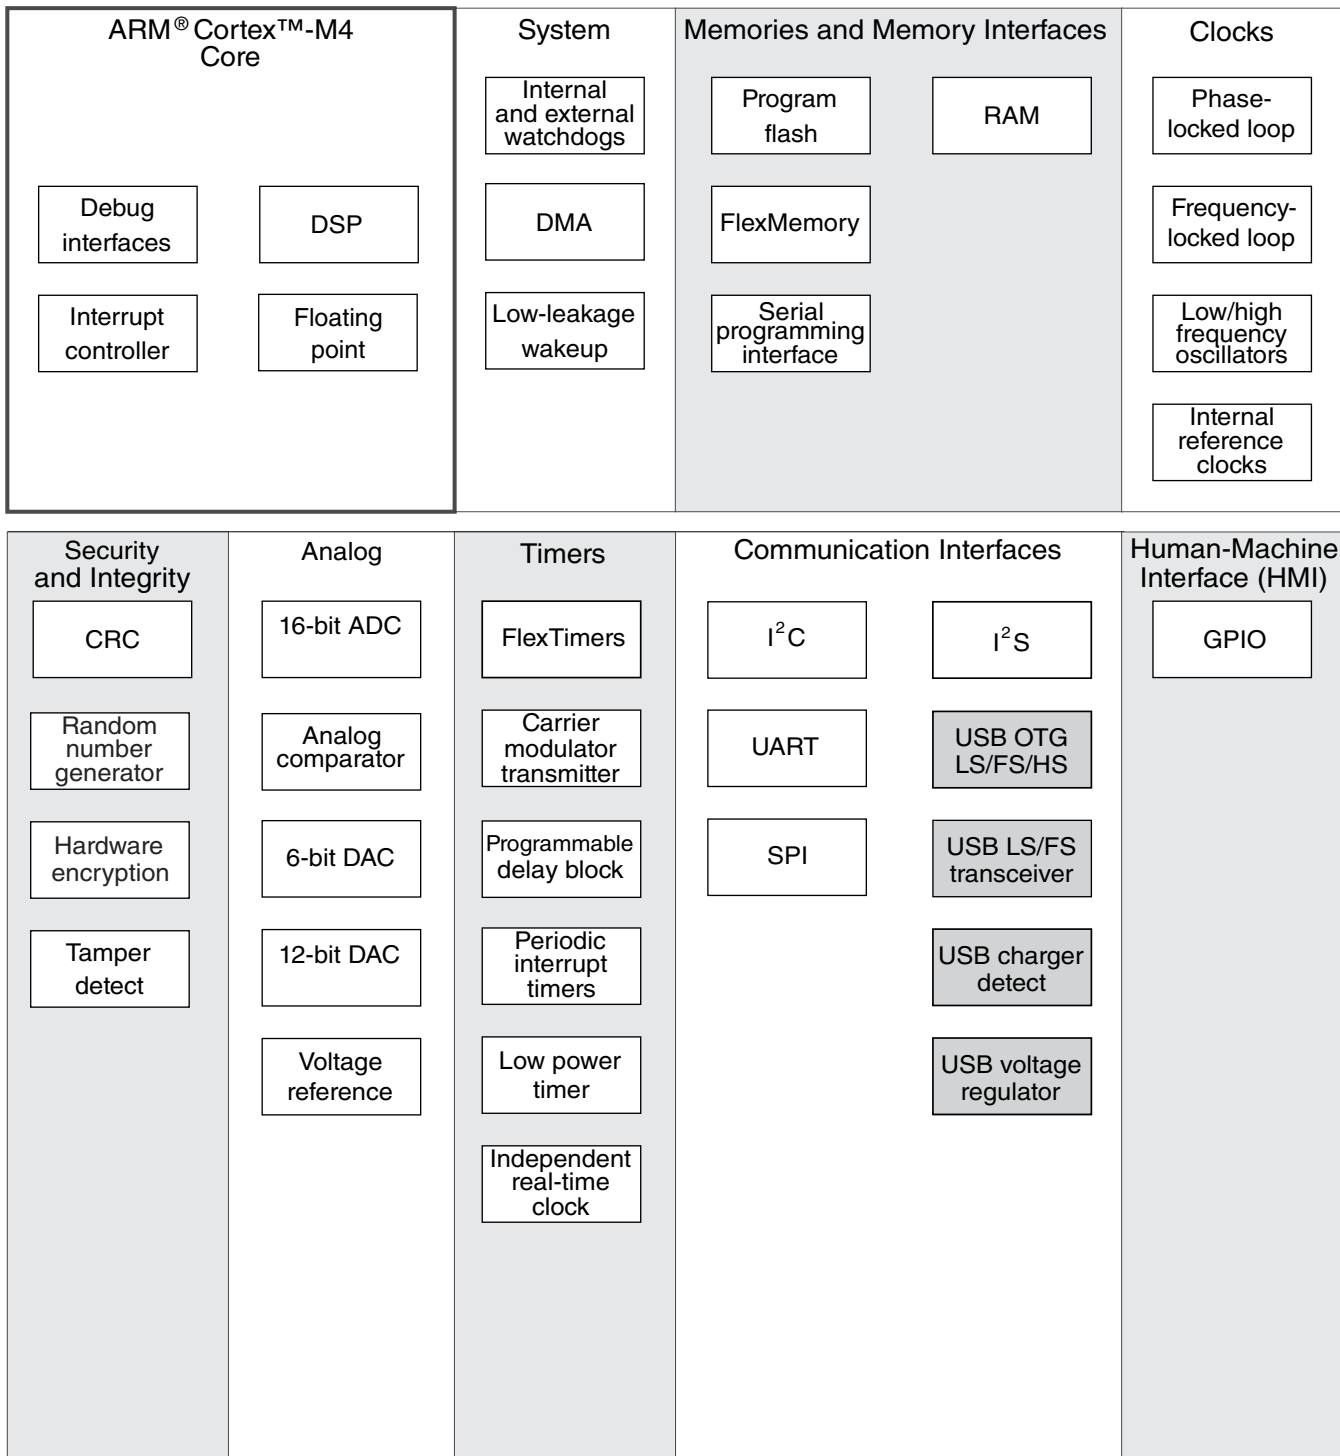 ARM® Cortex™-M4
Core
Debug
interfaces
DSP
Interrupt
controller
Floating
point
System
Internal
and external
watchdogs
DMA
Low-leakage
wakeup
Memories and Memory Interfaces
Program
flash
RAM
FlexMemory
Serial
programming
interface
Clocks
Phase-
locked loop
Frequency-
locked loop
Low/high
frequency
oscillators
Internal
reference
clocks
Security
and Integrity
CRC
Random
number
generator
Hardware
encryption
Tamper
detect
Analog
16-bit ADC
Analog
comparator
6-bit DAC
12-bit DAC
Voltage
reference
Timers
FlexTimers
Carrier
modulator
transmitter
Programmable
delay block
Periodic
interrupt
timers
Low power
timer
Independent
real-time
clock
Communication Interfaces
I²C
UART
SPI
I²S
USB OTG
LS/FS/HS
USB LS/FS
transceiver
USB charger
detect
USB voltage
regulator
Human-Machine
Interface (HMI)
GPIO